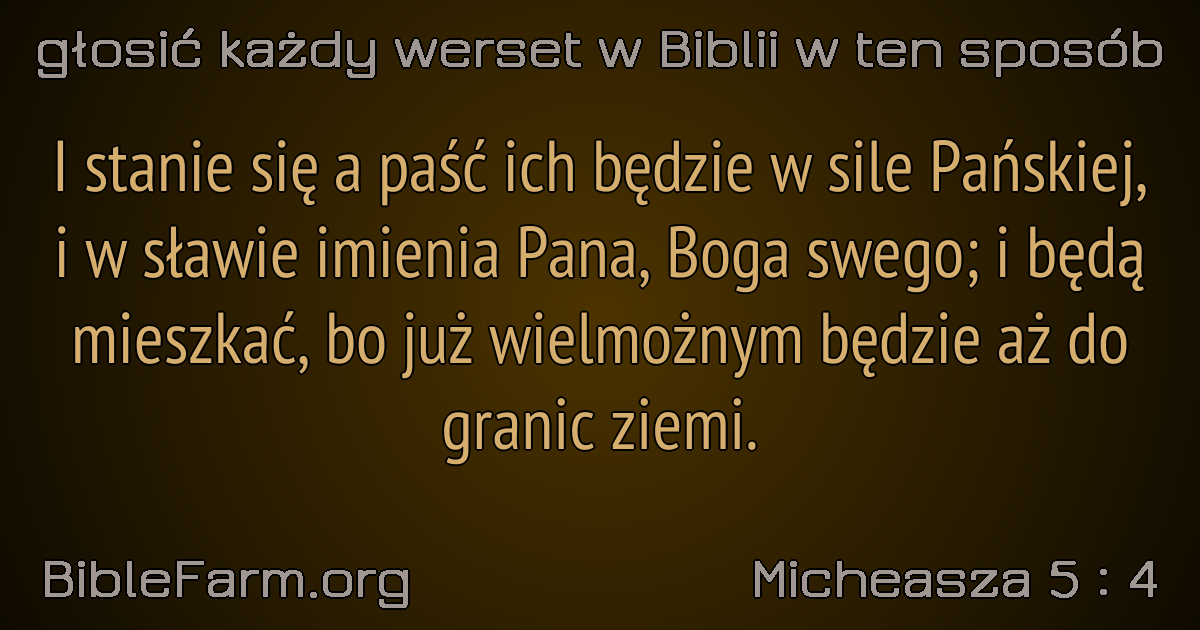 głosić każdy werset w Biblii w ten sposób
I stanie się a paść ich będzie w sile Pańskiej,
i w sławie imienia Pana, Boga swego; i będą
mieszkać, bo już wielmożnym będzie aż do
granic ziemi.
BibleFarm.org
Micheasza 5 : 4